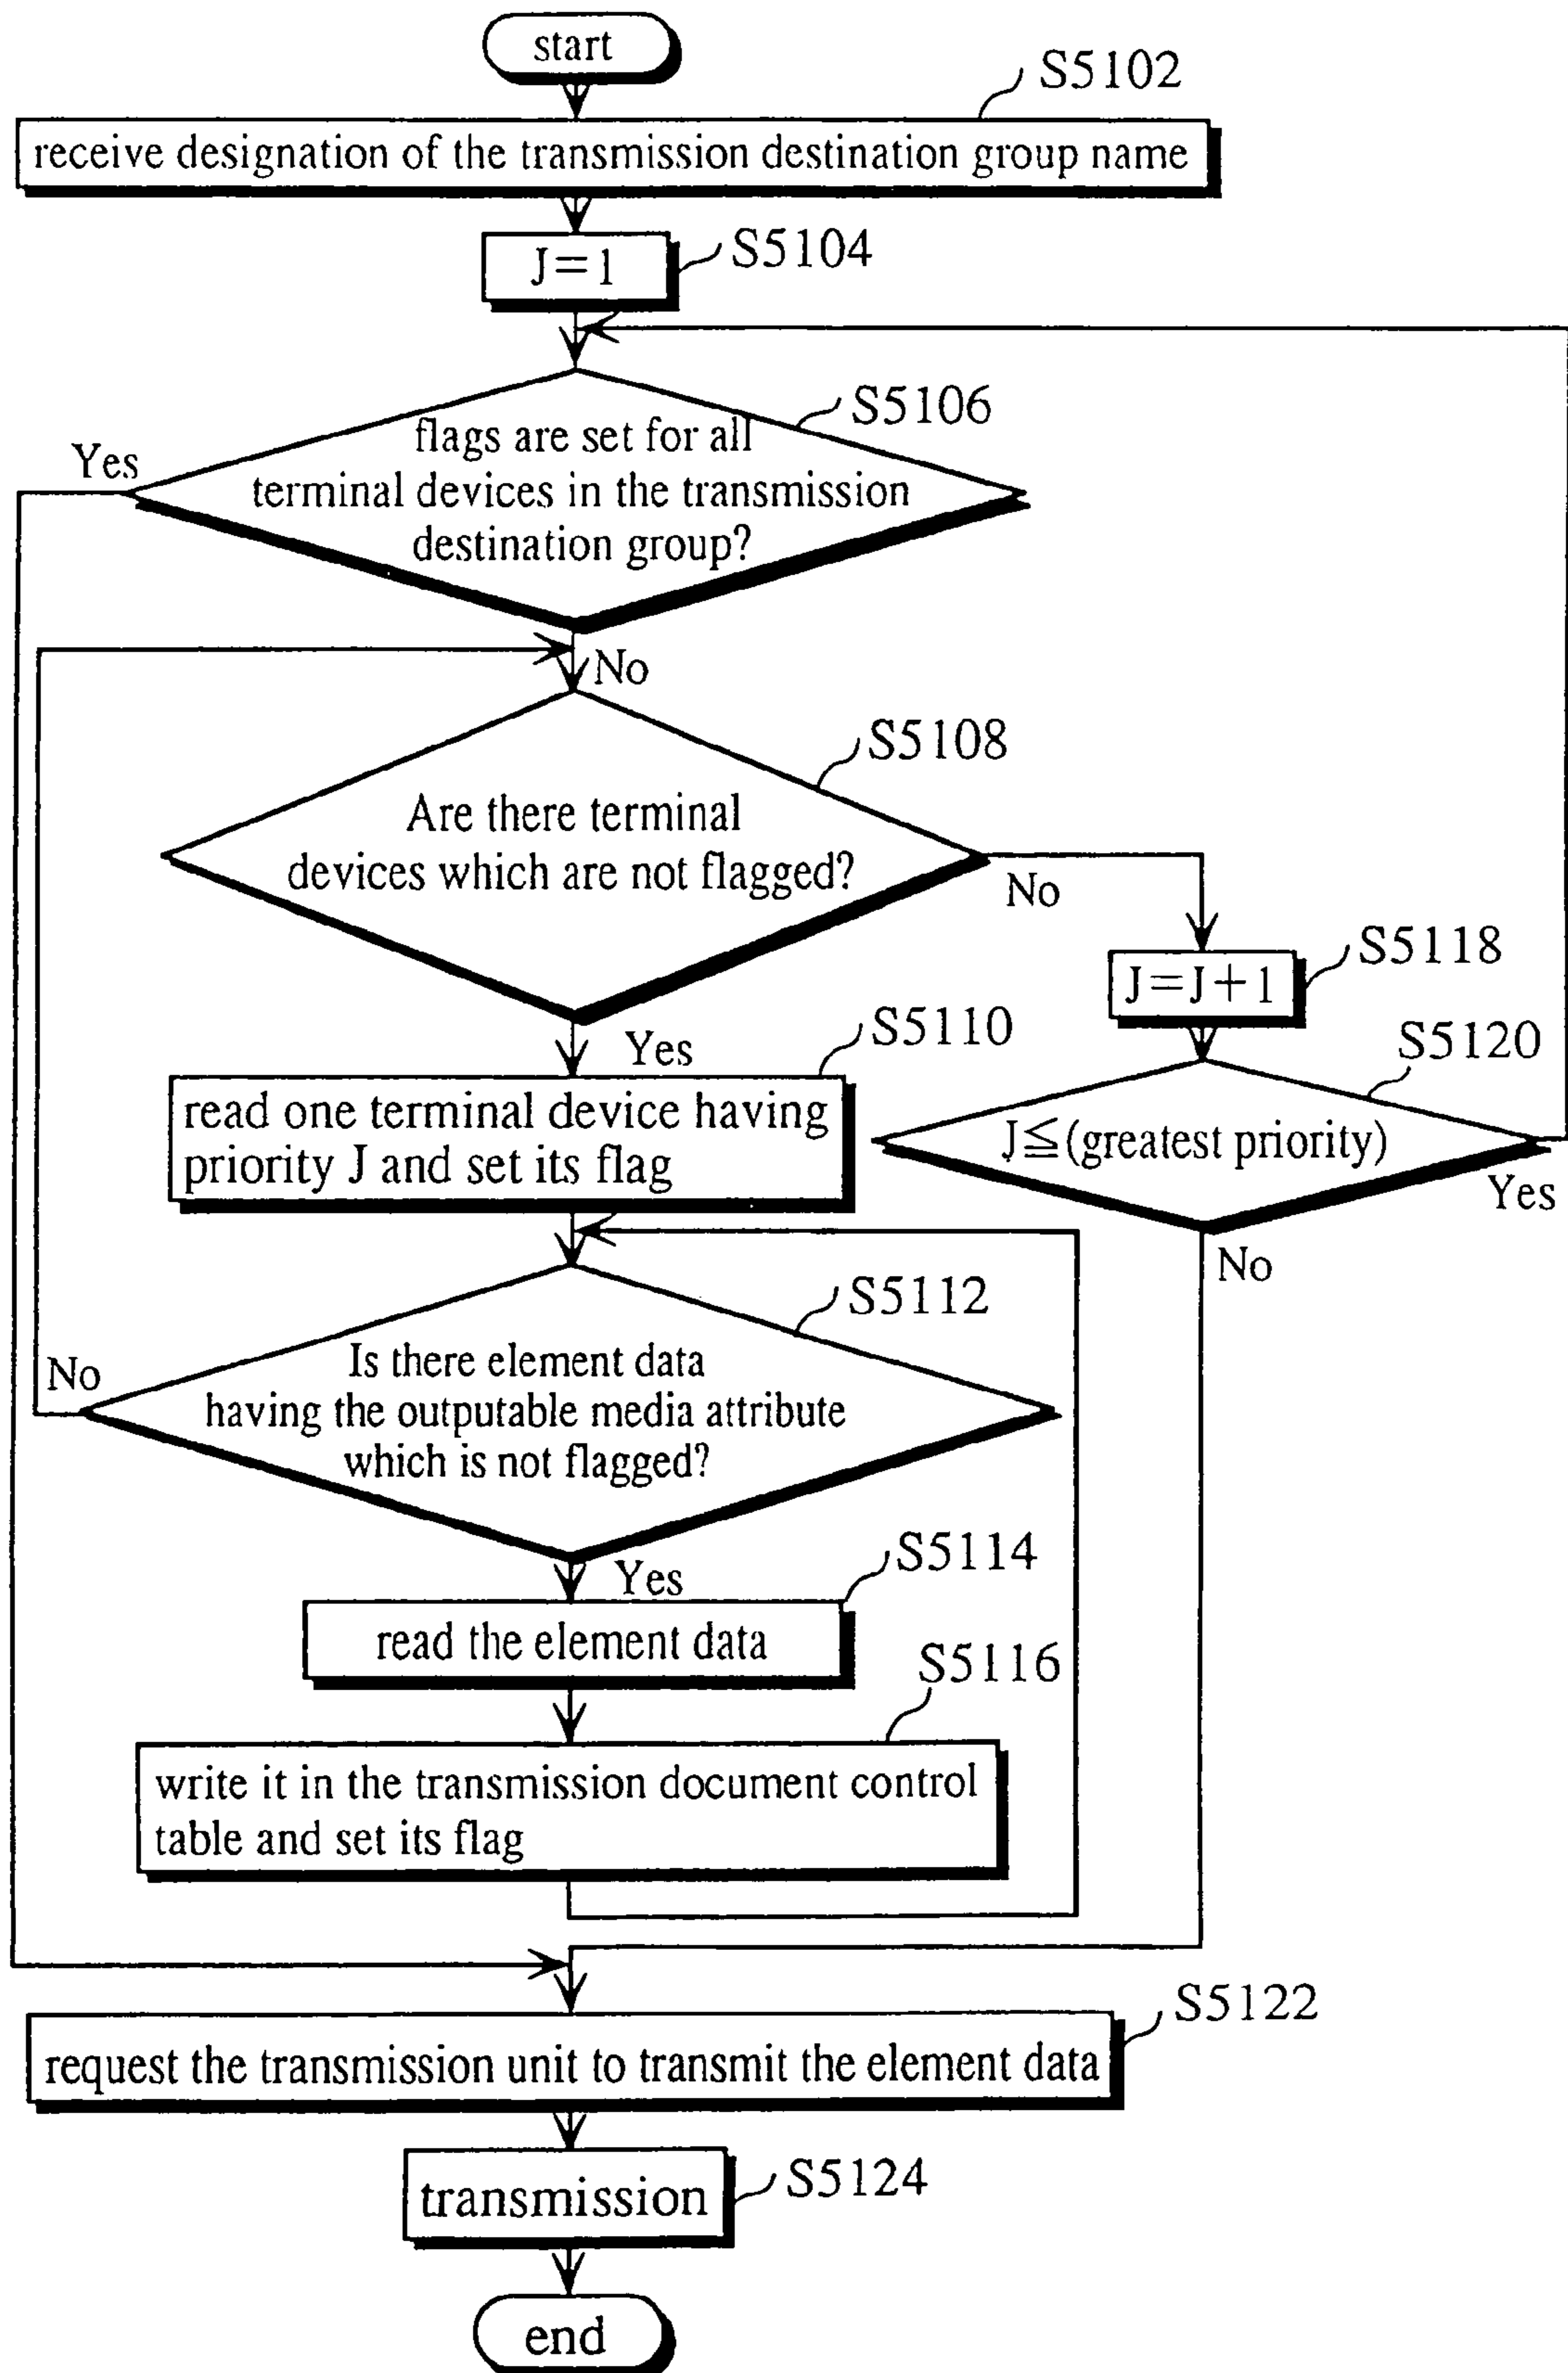 start
S5102
receive designation of the transmission destination group name
J=1
S5104
S5106
flags are set for all
terminal devices in the transmission
destination group?
Yes
No
S5108
Are there terminal
devices which are not flagged?
No
S5118
J=J+1
Yes
S5110
read one terminal device having
priority J and set its flag
S5120
J≦(greatest priority)
Yes
No
S5112
Is there element data
having the outputable media attribute
which is not flagged?
No
Yes
S5114
read the element data
S5116
write it in the transmission document control
table and set its flag
S5122
request the transmission unit to transmit the element data
transmission
S5124
end